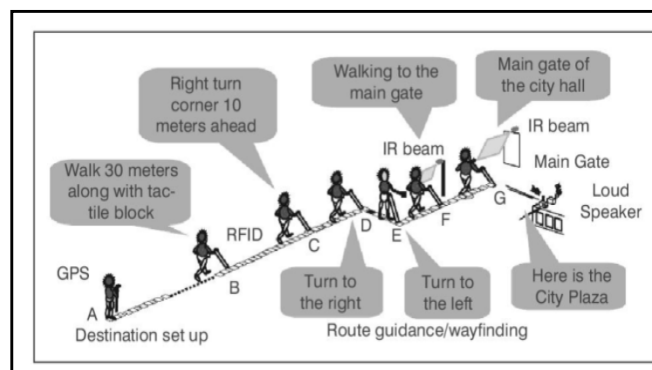 Right turn
corner 10
meters ahead
Walking to the
main gate
Main gate of
the city hall
IR beam
IR beam
Main Gate
Walk 30 meters
along with tac-
tile block
RFID
Loud
Speaker
GPS
A
B
C
D
E
F
G
Turn to
the right
Turn to
the left
Here is the
City Plaza
Destination set up
Route guidance/wayfinding